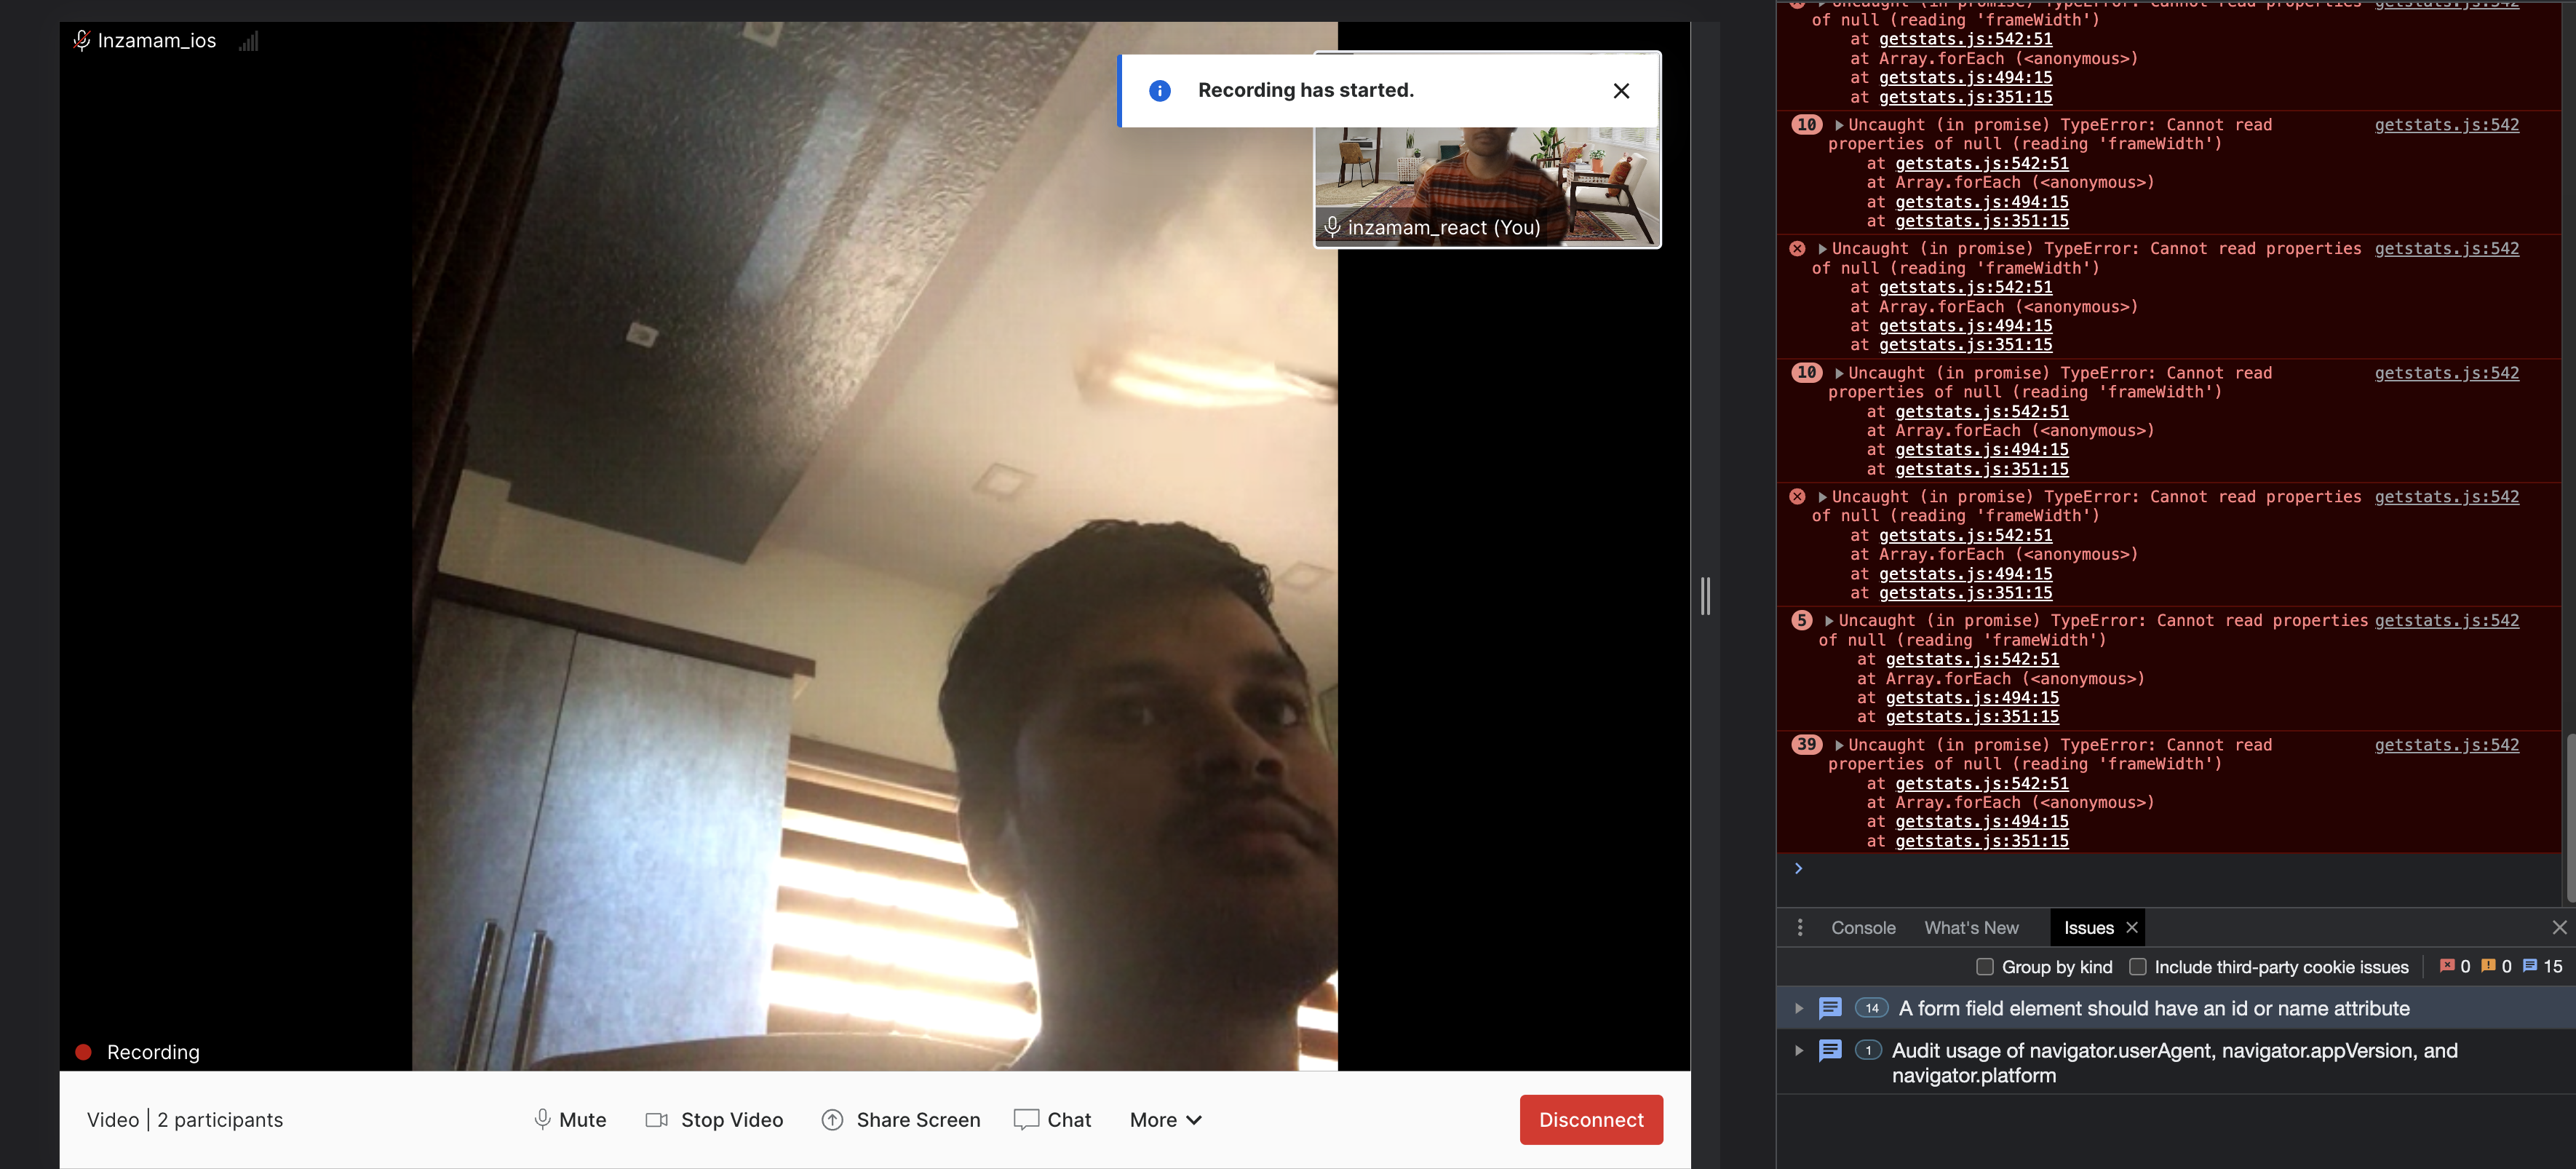 Inzamam_ios
Recording has started.
inzamam_react (You)
Recording
Video | 2 participants
Mute
Stop Video
Share Screen
Chat
More
Disconnect
Uncaught (in promise) TypeError: Cannot read properties getstats.js:542
of null (reading 'frameWidth')
at getstats.js:542:51
at Array.forEach (<anonymous>)
at getstats.js:494:15
at getstats.js:351:15
10 Uncaught (in promise) TypeError: Cannot read getstats.js:542
properties of null (reading 'frameWidth')
at getstats.js:542:51
at Array.forEach (<anonymous>)
at getstats.js:494:15
at getstats.js:351:15
Uncaught (in promise) TypeError: Cannot read properties getstats.js:542
of null (reading 'frameWidth')
at getstats.js:542:51
at Array.forEach (<anonymous>)
at getstats.js:494:15
at getstats.js:351:15
10 Uncaught (in promise) TypeError: Cannot read getstats.js:542
properties of null (reading 'frameWidth')
at getstats.js:542:51
at Array.forEach (<anonymous>)
at getstats.js:494:15
at getstats.js:351:15
Uncaught (in promise) TypeError: Cannot read properties getstats.js:542
of null (reading 'frameWidth')
at getstats.js:542:51
at Array.forEach (<anonymous>)
at getstats.js:494:15
at getstats.js:351:15
5 Uncaught (in promise) TypeError: Cannot read properties getstats.js:542
of null (reading 'frameWidth')
at getstats.js:542:51
at Array.forEach (<anonymous>)
at getstats.js:494:15
at getstats.js:351:15
39 Uncaught (in promise) TypeError: Cannot read getstats.js:542
properties of null (reading 'frameWidth')
at getstats.js:542:51
at Array.forEach (<anonymous>)
at getstats.js:494:15
at getstats.js:351:15
Console What's New Issues
Group by kind Include third-party cookie issues 0 0 15
14 A form field element should have an id or name attribute
1 Audit usage of navigator.userAgent, navigator.appVersion, and
navigator.platform